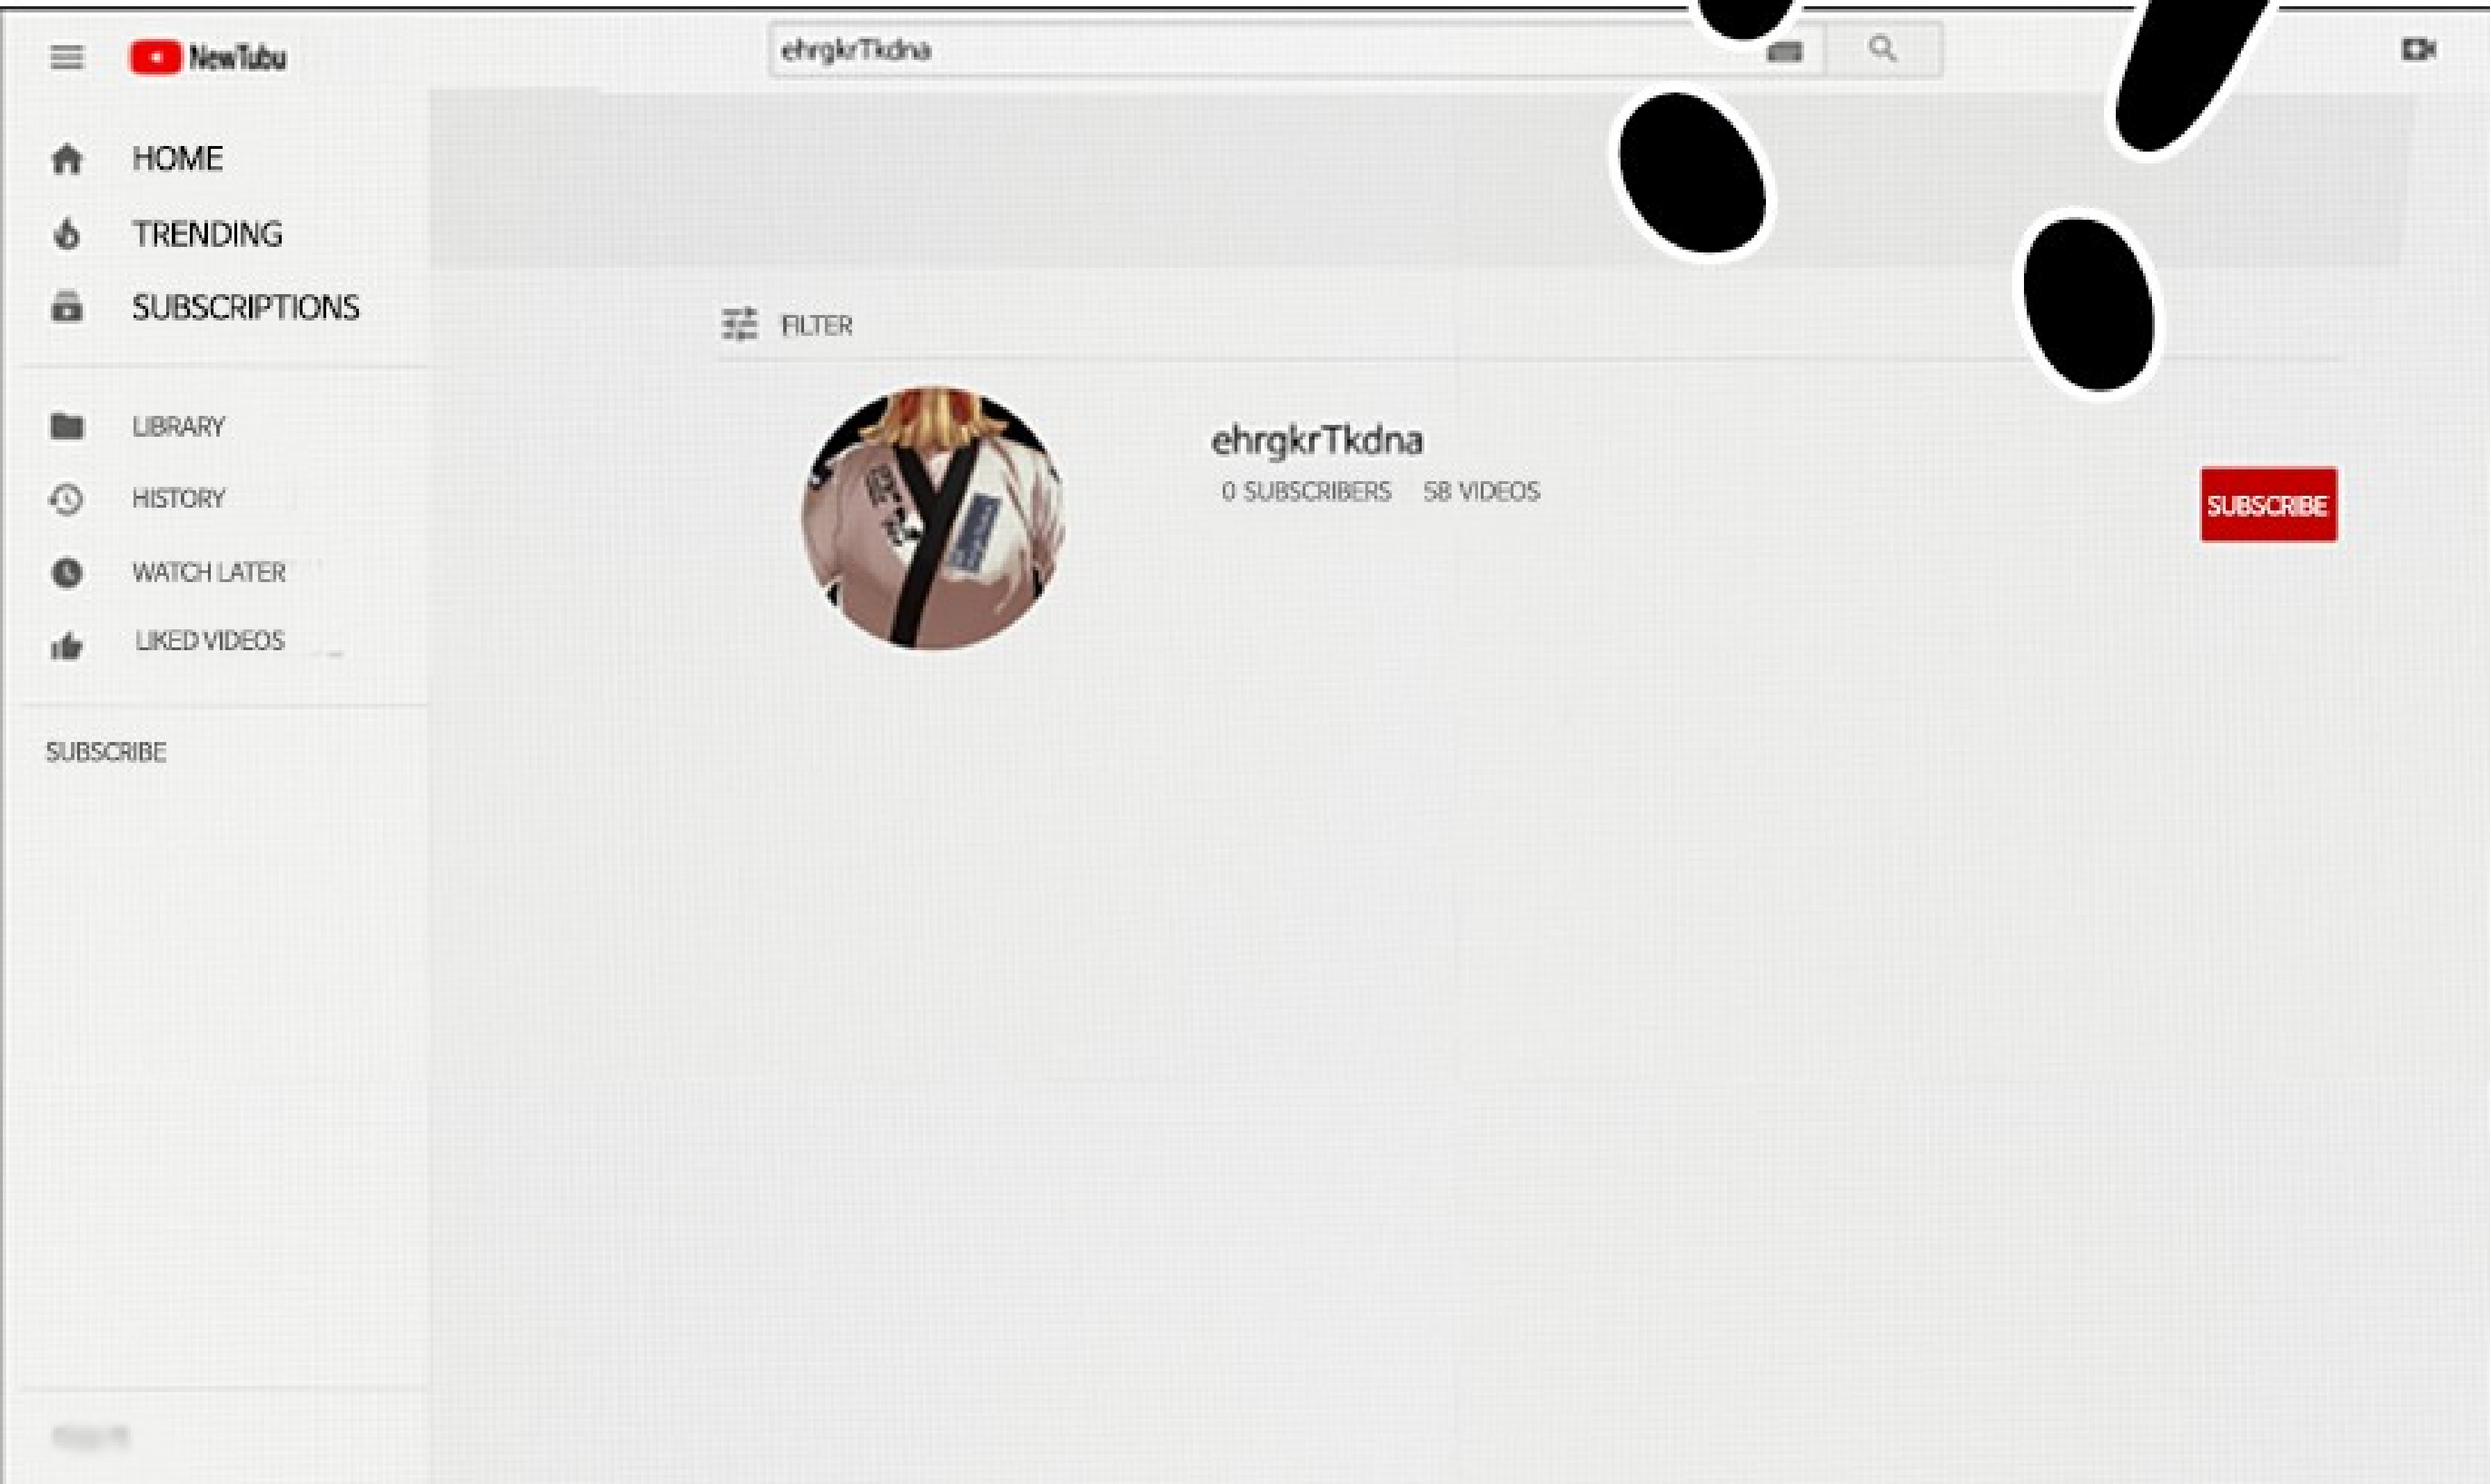 NewTubu
ehrgkrTkdna
HOME
TRENDING
SUBSCRIPTIONS
LIBRARY
HISTORY
WATCH LATER
LIKED VIDEOS
SUBSCRIBE
FILTER
ehrgkrTkdna
0 SUBSCRIBERS 58 VIDEOS
SUBSCRIBE